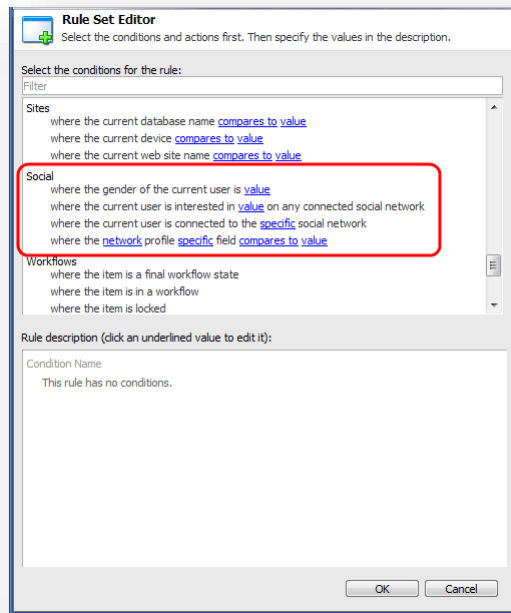 Rule Set Editor
Select the conditions and actions first. Then specify the values in the description.
Select the conditions for the rule:
Filter
Sites
where the current database name compares to value
where the current device compares to value
where the current web site name compares to value
Social
where the gender of the current user is value
where the current user is interested in value on any connected social network
where the current user is connected to the specific social network
where the network profile specific field compares to value
Workflows
where the item is a final workflow state
where the item is in a workflow
where the item is locked
Rule description (click an underlined value to edit it):
Condition Name
This rule has no conditions.
OK Cancel